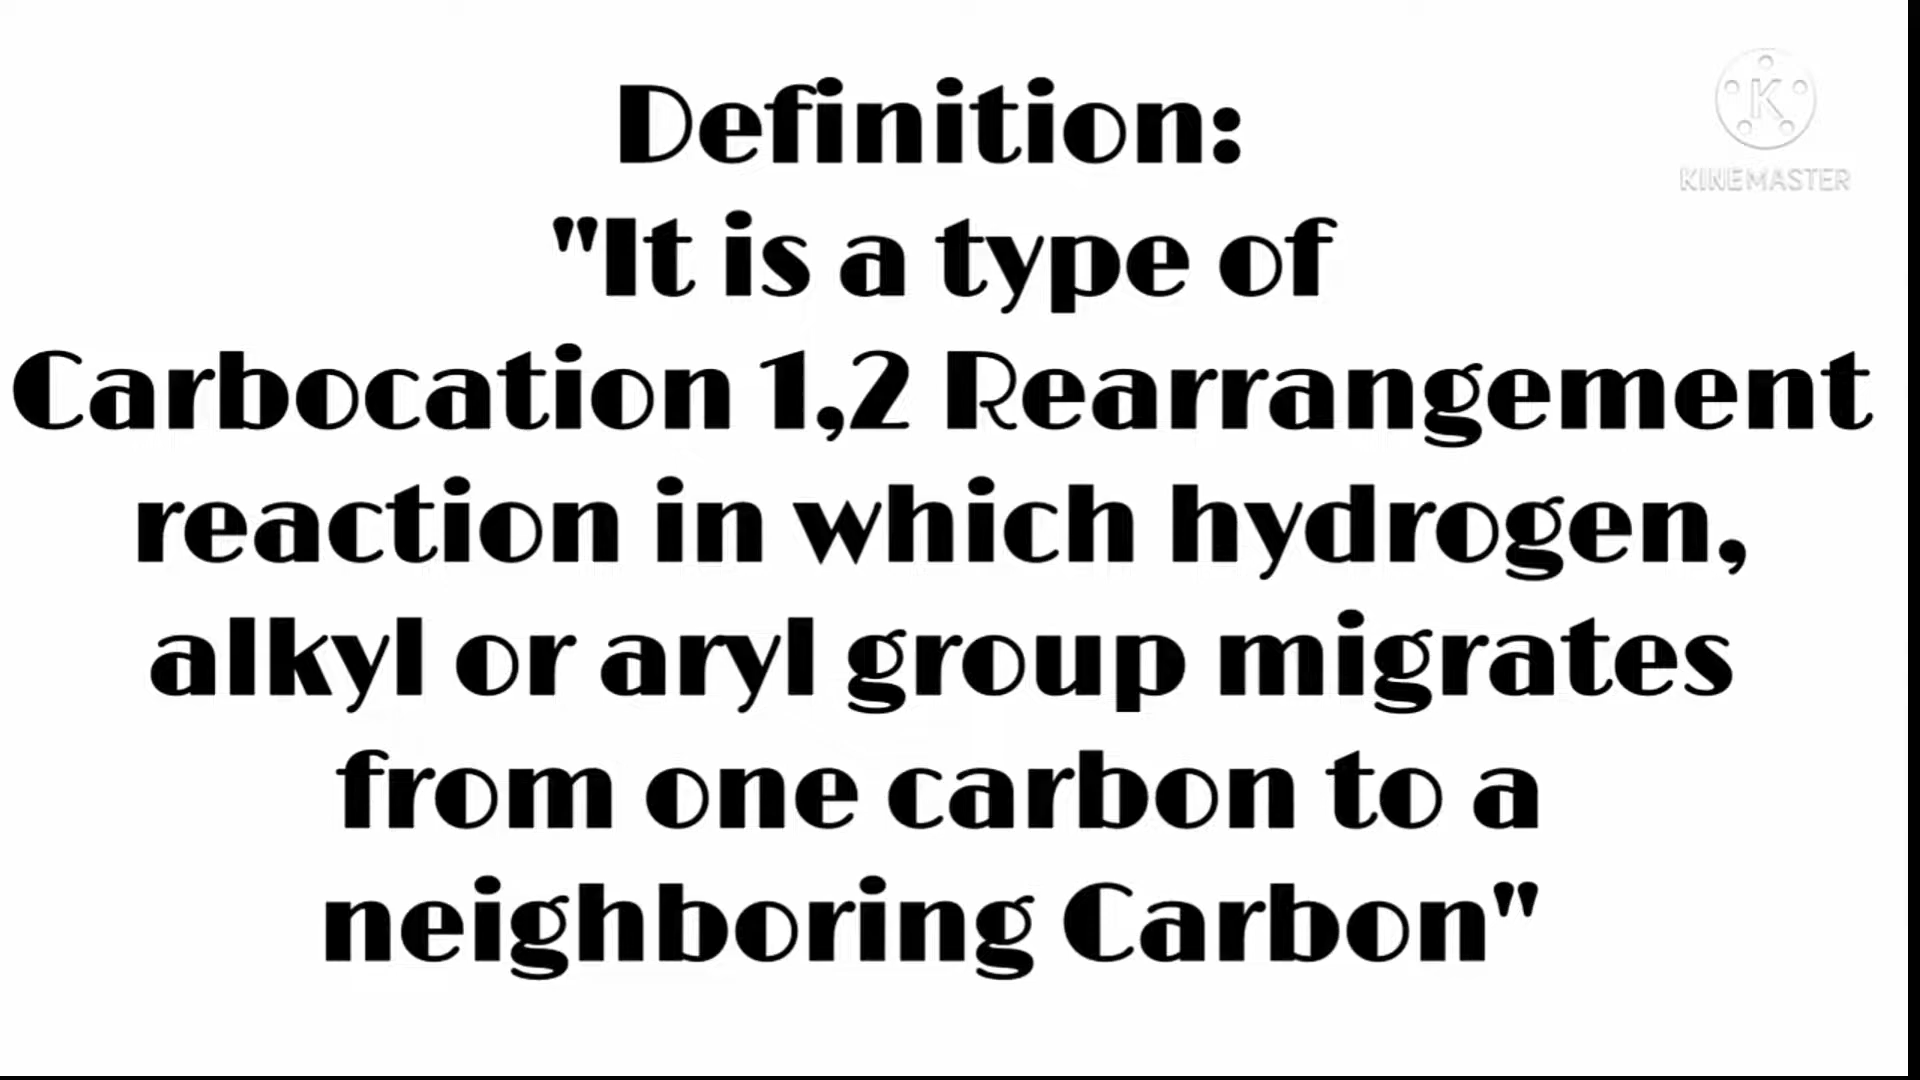 Definition:
"It is a type of
Carbocation 1,2 Rearrangement
reaction in which hydrogen,
alkyl or aryl group migrates
from one carbon to a
neighboring Carbon"
K
KINEMASTER